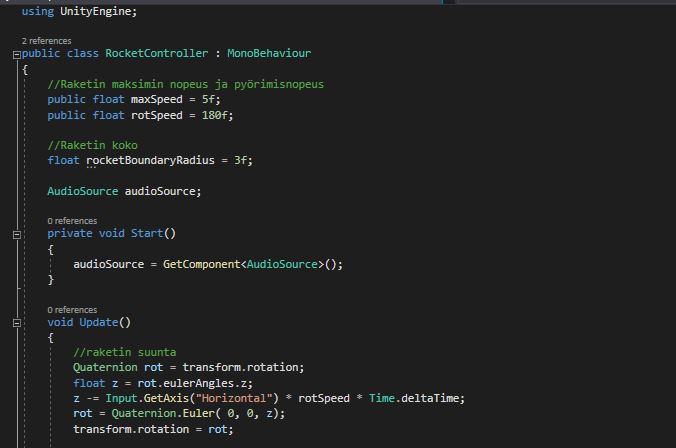 using UnityEngine;
2 references
public class RocketController : MonoBehaviour
{
//Raketin maksimin nopeus ja pyörimisnopeus
public float maxSpeed = 5f;
public float rotSpeed = 180f;
//Raketin koko
float rocketBoundaryRadius = 3f;
AudioSource audioSource;
0 references
private void Start()
{
audioSource = GetComponent<AudioSource>();
}
0 references
void Update()
{
//raketin suunta
Quaternion rot = transform.rotation;
float z = rot.eulerAngles.z;
z -= Input.GetAxis("Horizontal") * rotSpeed * Time.deltaTime;
rot = Quaternion.Euler( 0, 0, z);
transform.rotation = rot;